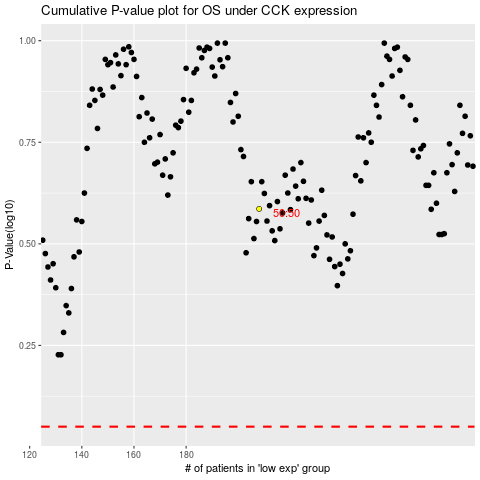 Cumulative P-value plot for OS under CCK expression
P-Value(log10)
1.00
0.75
0.50
0.25
50:50
120 140 160 180
# of patients in 'low exp' group